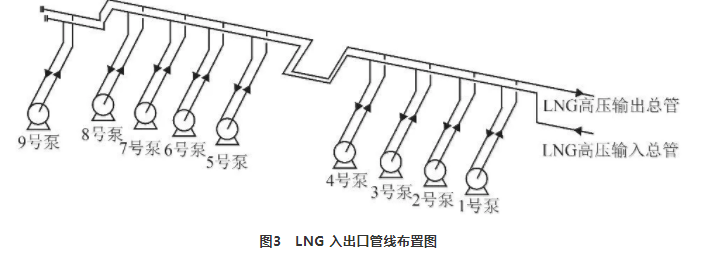 LNG高压输出总管
LNG高压输入总管
9号泵
8号泵
7号泵
6号泵
5号泵
4号泵
3号泵
2号泵
1号泵
图3 LNG 入出口管线布置图